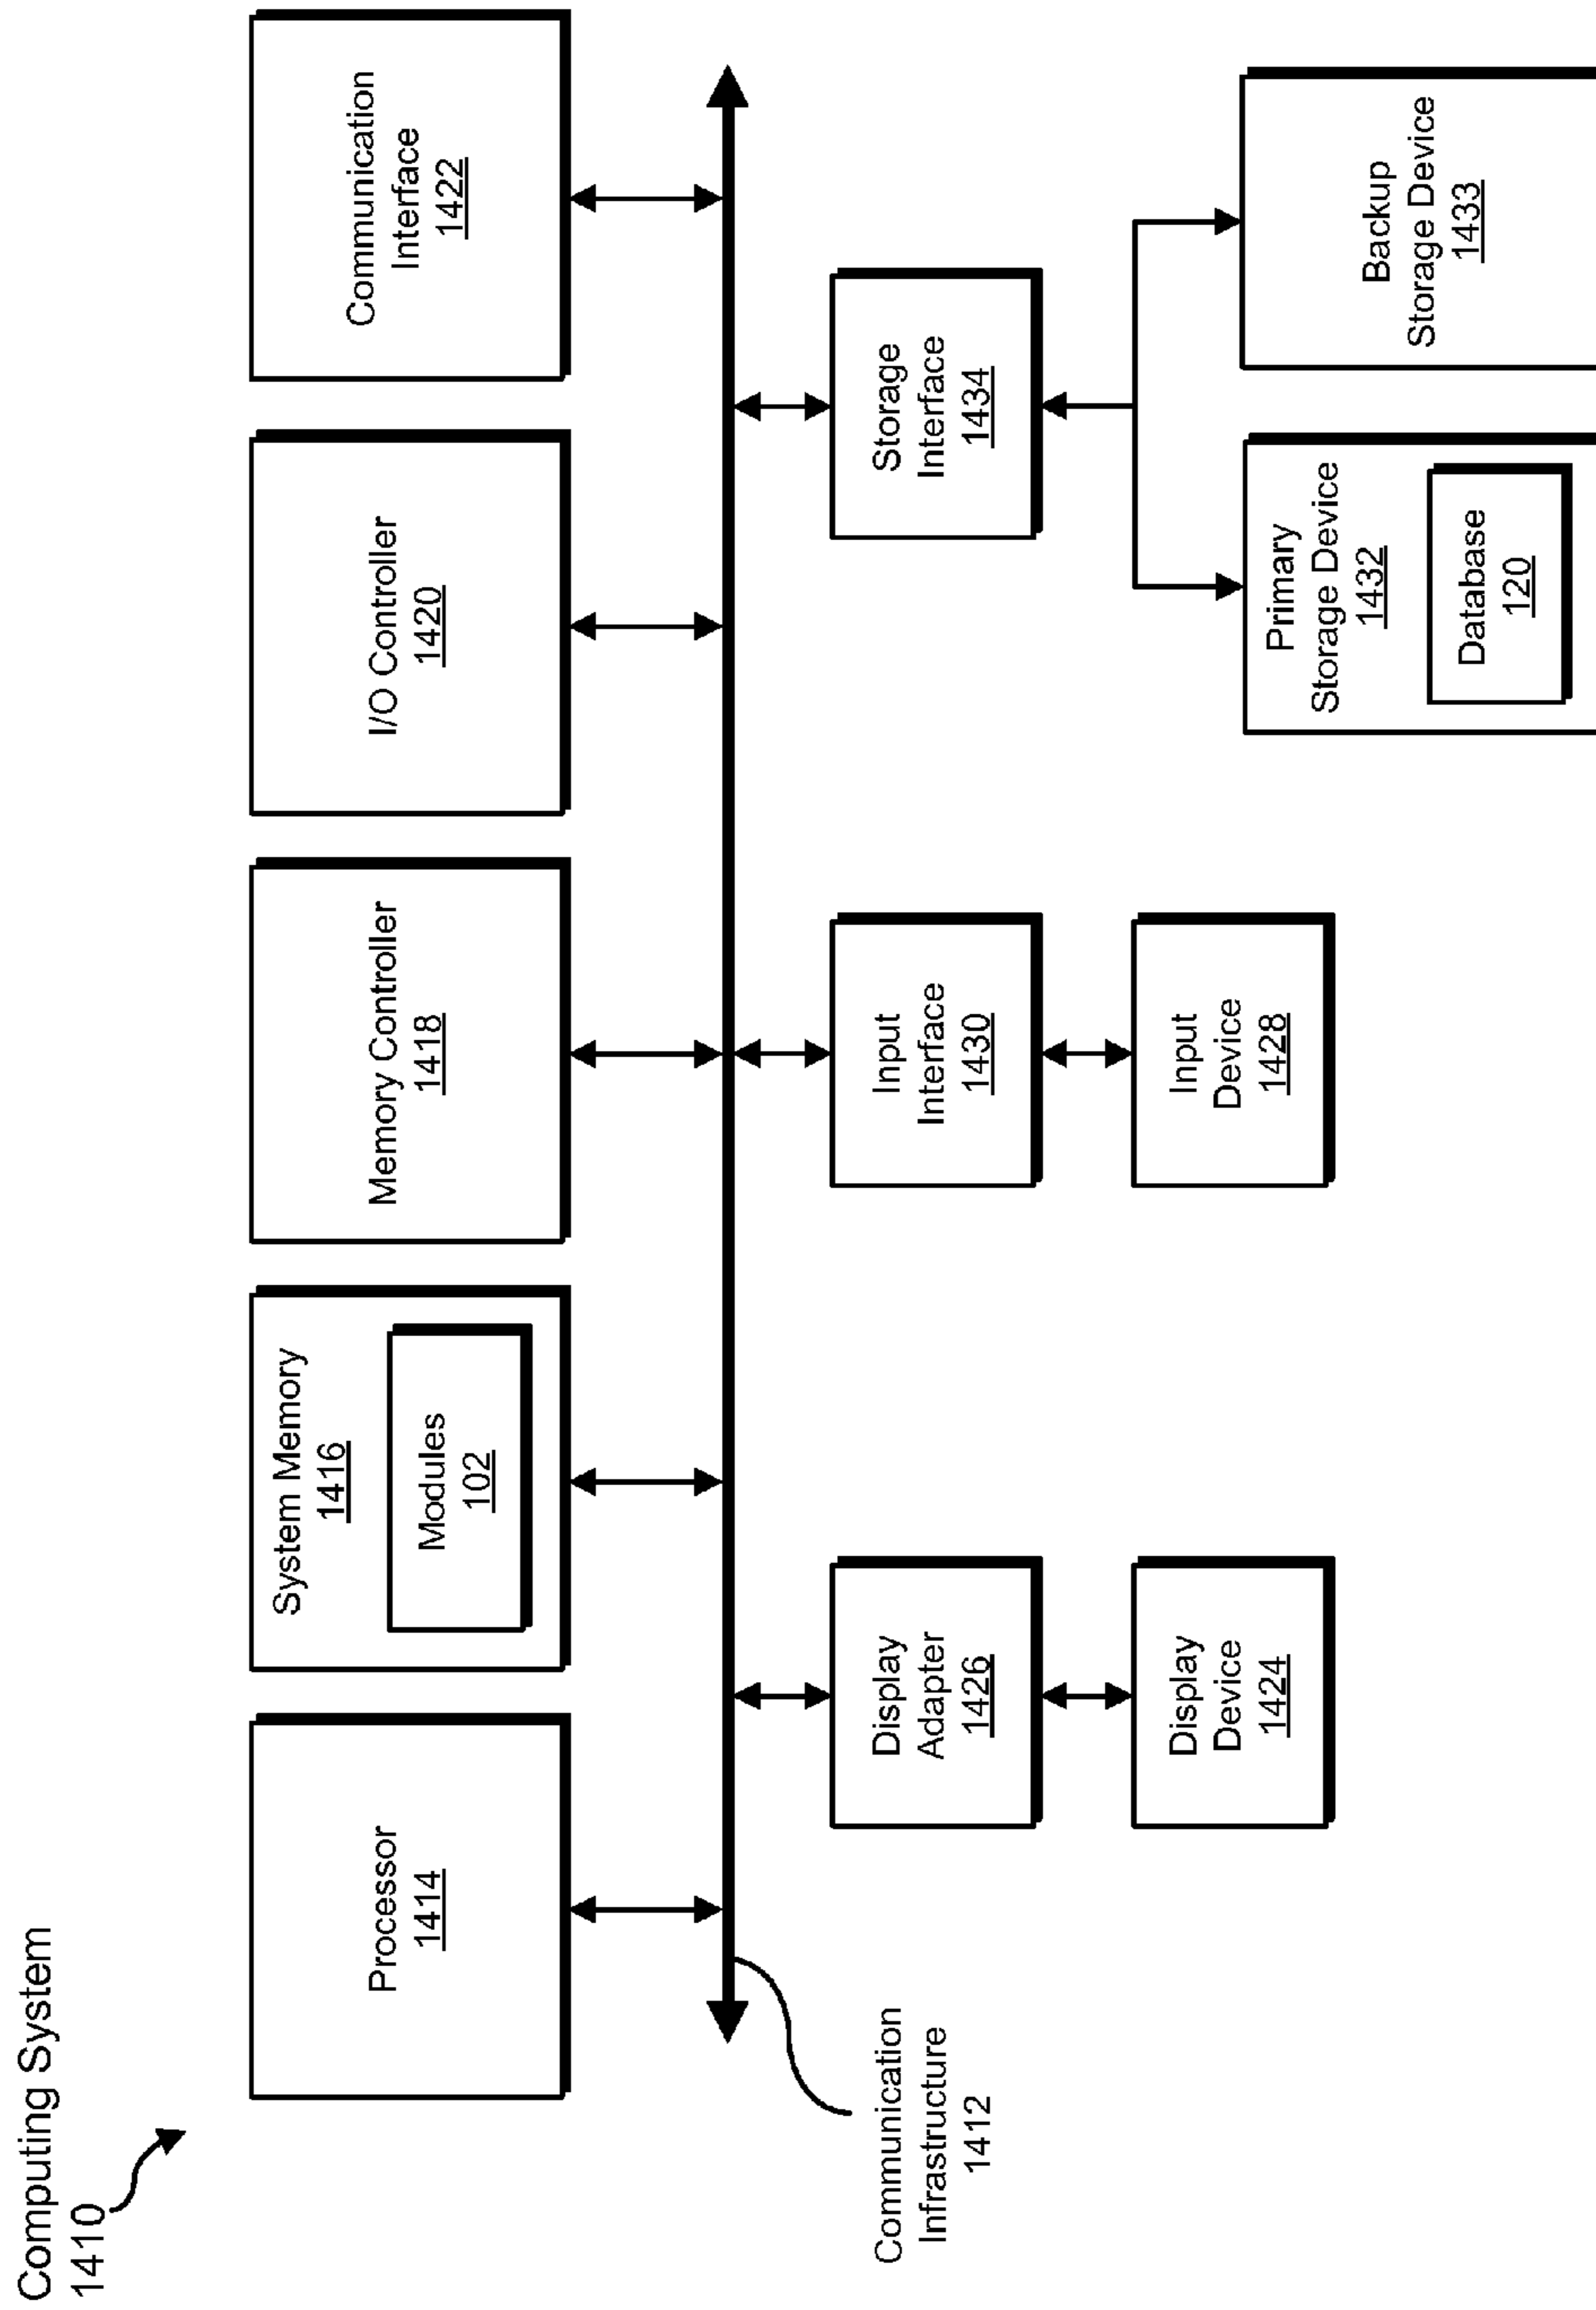 Computing System
1410
Processor
1414
System Memory
1416
Modules
102
Memory Controller
1418
I/O Controller
1420
Communication
Interface
1422
Communication
Infrastructure
1412
Display
Adapter
1426
Input
Interface
1430
Storage
Interface
1434
Display
Device
1424
Input
Device
1428
Primary
Storage Device
1432
Database
120
Backup
Storage Device
1433